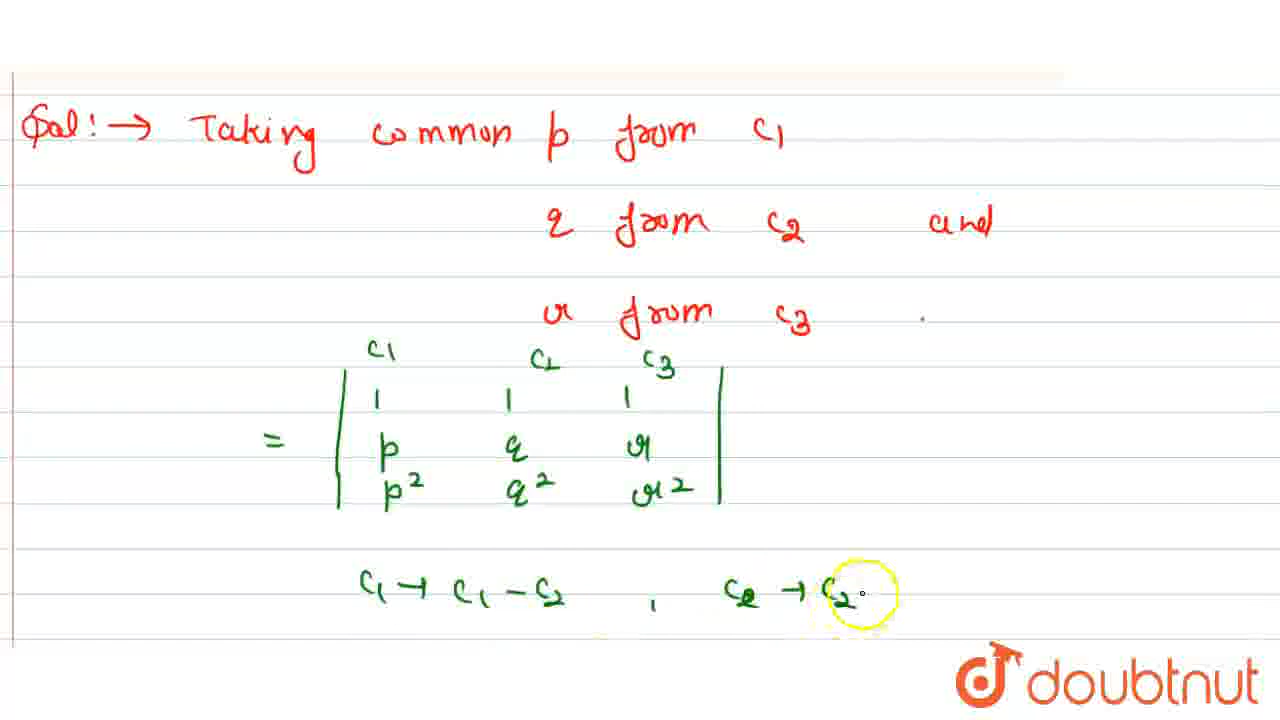 Sol: → Taking common p from C1
q from C2 and
r from C3
C1 C2 C3
1 1 1
= p q r
p² q² r²
C1 → C1 - C2 , C2 → C2
doubtnut